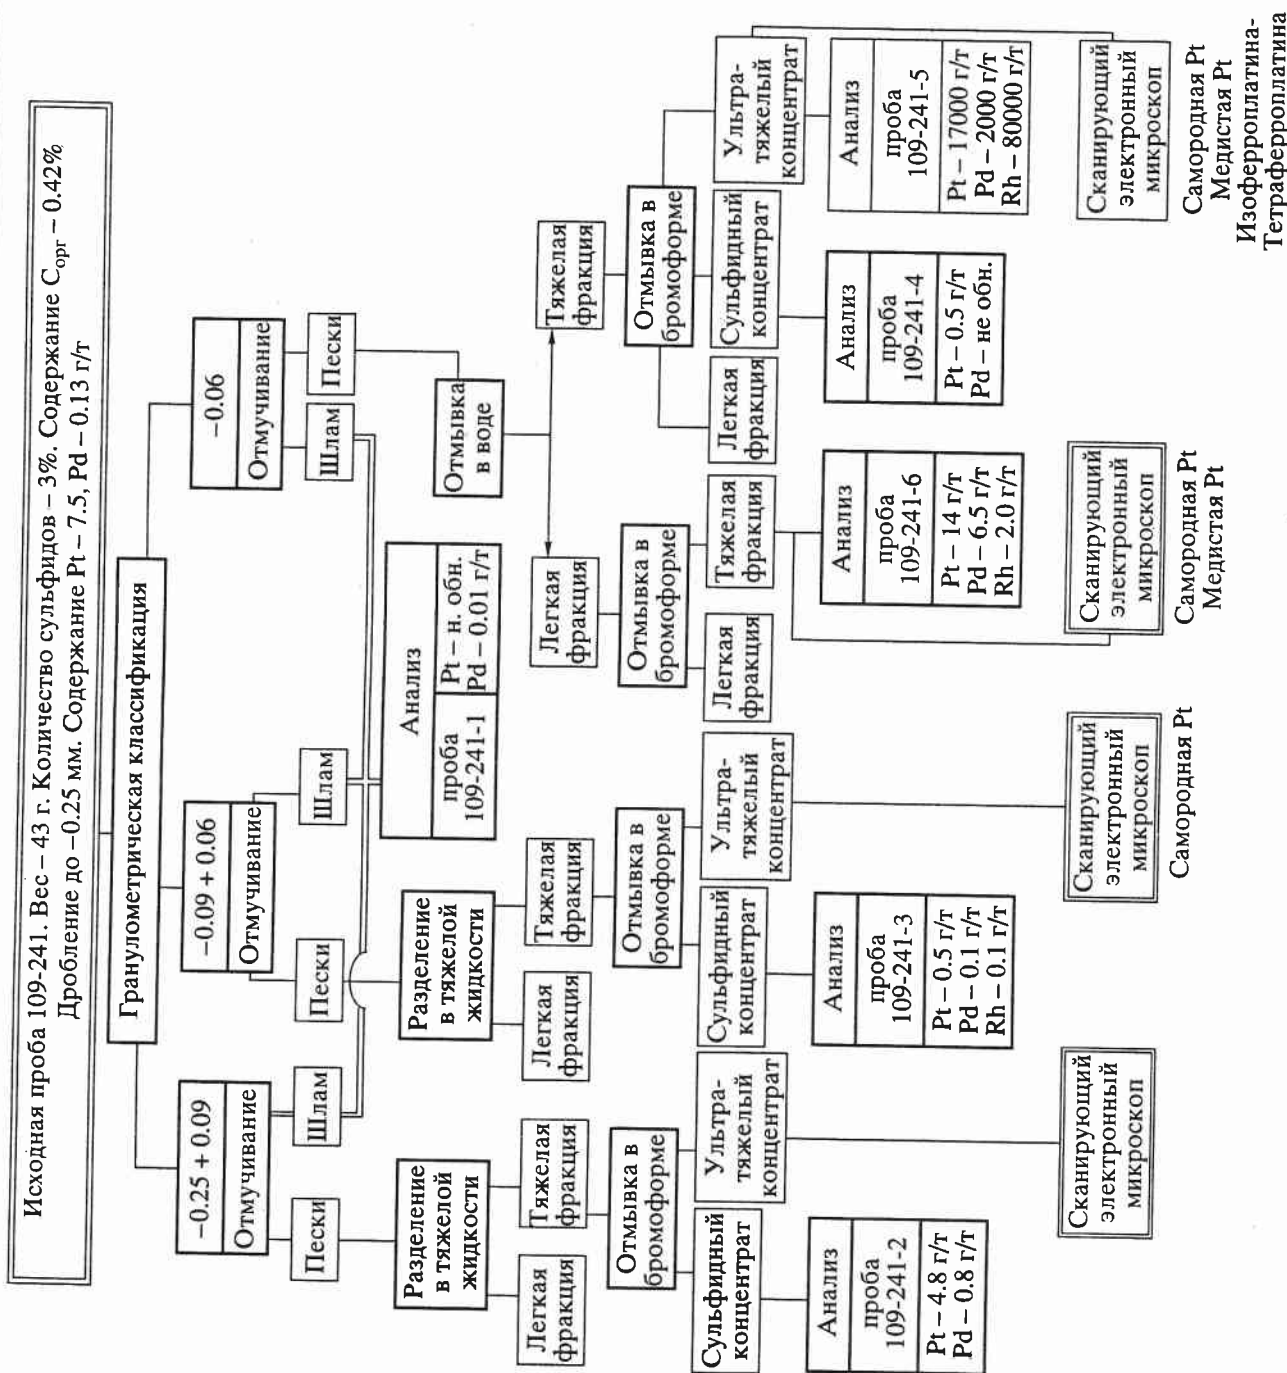 Исходная проба 109-241. Вес – 43 г. Количество сульфидов – 3%. Содержание Cорг – 0.42%
Дробление до –0.25 мм. Содержание Pt – 7.5, Pd – 0.13 г/т
Гранулометрическая классификация
–0.25 + 0.09
Отмучивание
–0.09 + 0.06
Отмучивание
–0.06
Отмучивание
Пески
Шлам
Пески
Шлам
Шлам
Пески
Разделение
в тяжелой
жидкости
Разделение
в тяжелой
жидкости
Анализ
проба
109-241-1
Pt – н. обн.
Pd – 0.01 г/т
Отмывка
в воде
Легкая
фракция
Тяжелая
фракция
Легкая
фракция
Тяжелая
фракция
Легкая
фракция
Тяжелая
фракция
Отмывка в
бромоформе
Отмывка в
бромоформе
Отмывка в
бромоформе
Отмывка в
бромоформе
Сульфидный
концентрат
Ультра-
тяжелый
концентрат
Сульфидный
концентрат
Ультра-
тяжелый
концентрат
Легкая
фракция
Тяжелая
фракция
Легкая
фракция
Сульфидный
концентрат
Ультра-
тяжелый
концентрат
Анализ
проба
109-241-2
Pt – 4.8 г/т
Pd – 0.8 г/т
Анализ
проба
109-241-3
Pt – 0.5 г/т
Pd – 0.1 г/т
Rh – 0.1 г/т
Анализ
проба
109-241-6
Pt – 14 г/т
Pd – 6.5 г/т
Rh – 2.0 г/т
Анализ
проба
109-241-4
Pt – 0.5 г/т
Pd – не обн.
Анализ
проба
109-241-5
Pt – 17000 г/т
Pd – 2000 г/т
Rh – 80000 г/т
Сканирующий
электронный
микроскоп
Сканирующий
электронный
микроскоп
Самородная Pt
Сканирующий
электронный
микроскоп
Самородная Pt
Медистая Pt
Сканирующий
электронный
микроскоп
Самородная Pt
Медистая Pt
Изоферроплатина-
Тетраферроплатина